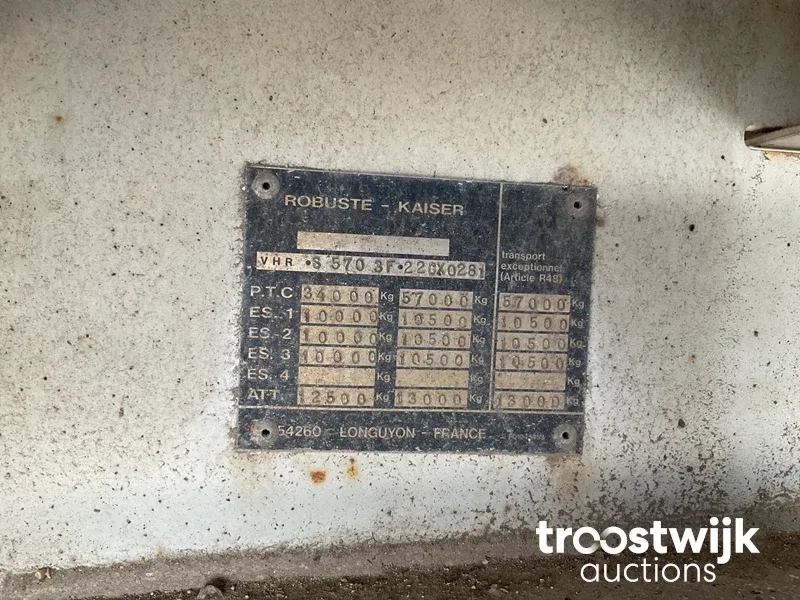 ROBUSTE - KAISER
VHR •S 570 3F•226X0281
transport
exceptionnel
(Article R48)
P.T.C 34000 Kg 57000 Kg 57000 Kg
ES. 1 10000 Kg 10500 Kg 10500 Kg
ES. 2 10000 Kg 10500 Kg 10500 Kg
ES. 3 10000 Kg 10500 Kg 10500 Kg
ES. 4 Kg Kg Kg
ATT. 12500 Kg 13000 Kg 13000 Kg
54260 - LONGUYON - FRANCE
troostwijk
auctions